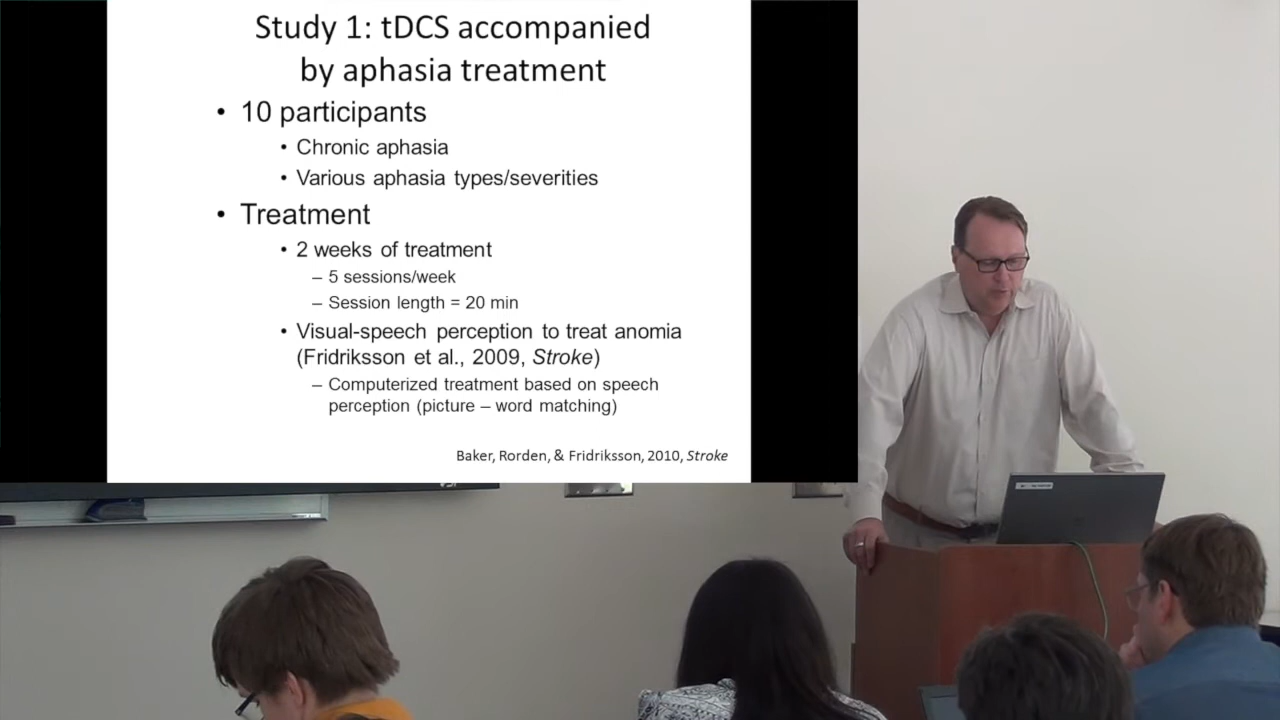 Study 1: tDCS accompanied
by aphasia treatment
• 10 participants
• Chronic aphasia
• Various aphasia types/severities
• Treatment
• 2 weeks of treatment
– 5 sessions/week
– Session length = 20 min
• Visual-speech perception to treat anomia
(Fridriksson et al., 2009, Stroke)
– Computerized treatment based on speech
perception (picture – word matching)
Baker, Rorden, & Fridriksson, 2010, Stroke